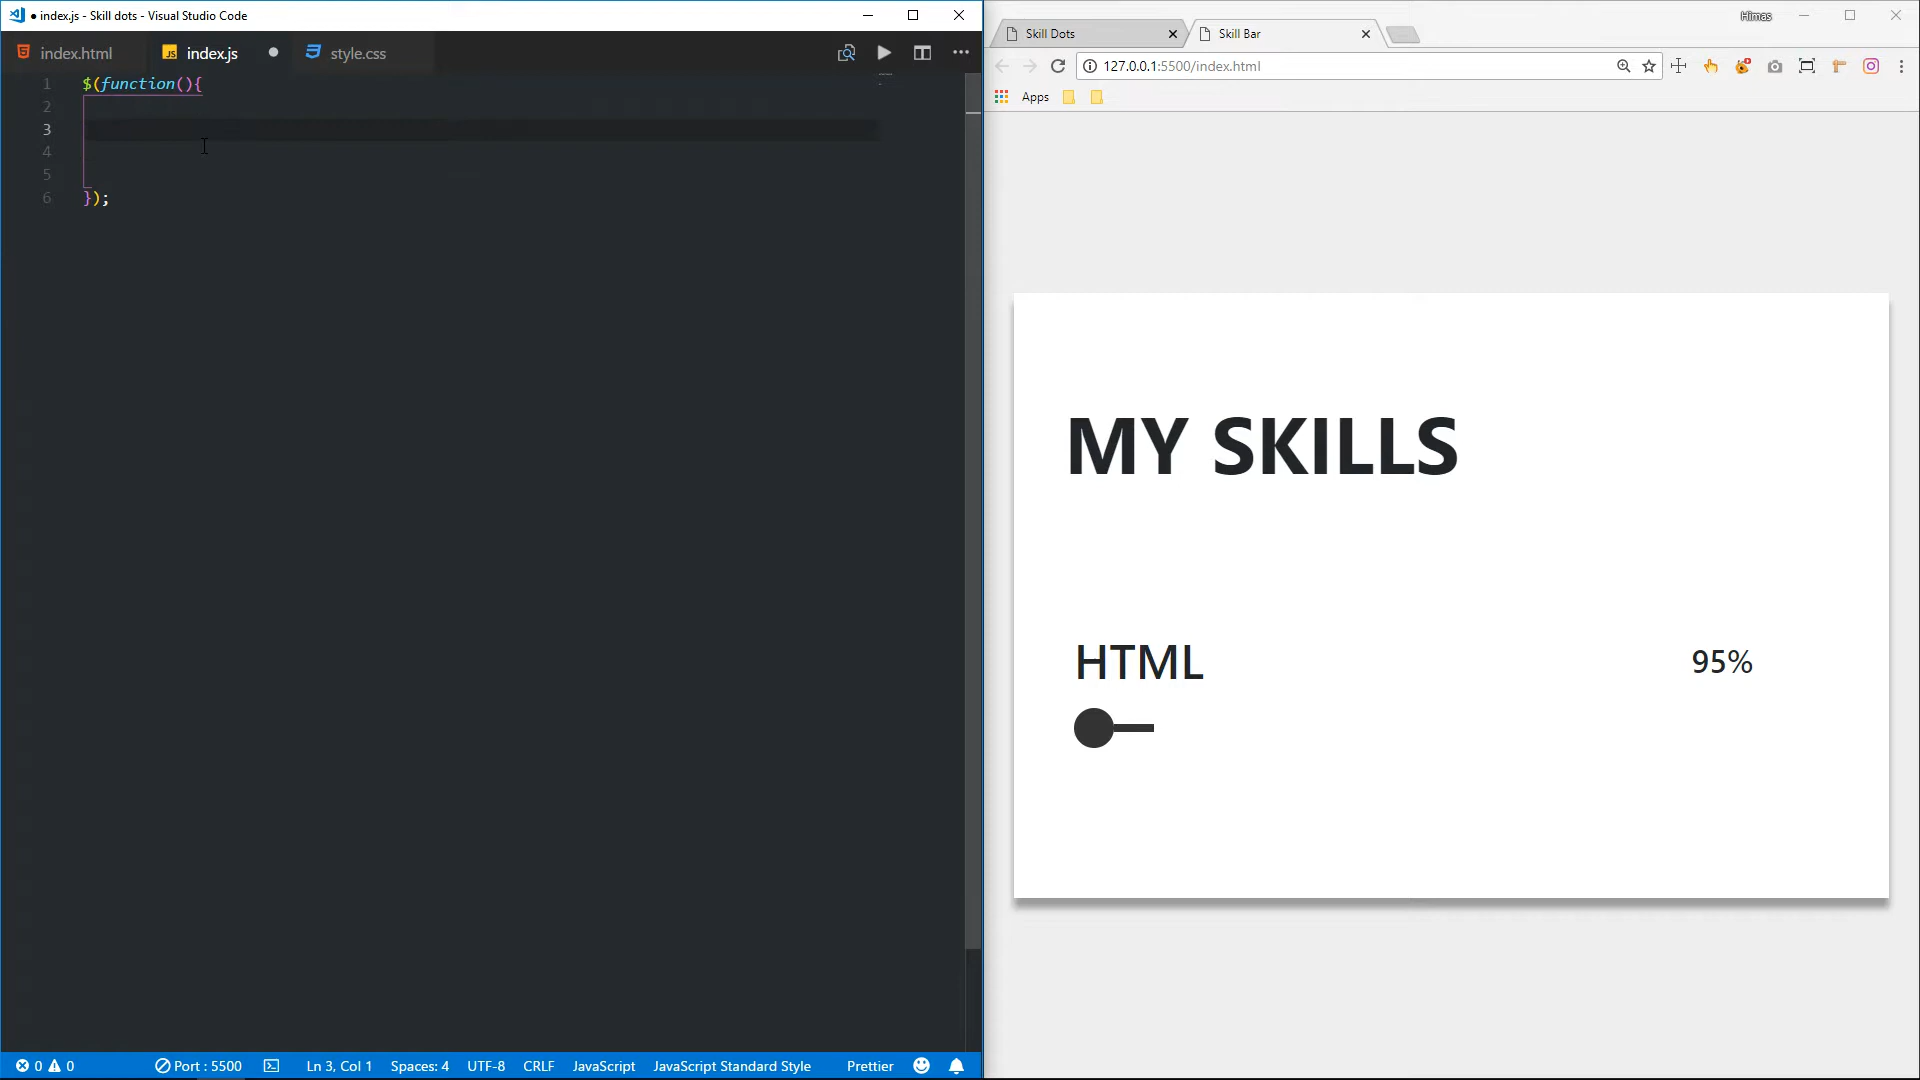 ● index.js - Skill dots - Visual Studio Code
index.html
JS index.js
style.css
1 $(function(){
2
3
4
5
6 });
0 0
Port : 5500
Ln 3, Col 1
Spaces: 4
UTF-8
CRLF
JavaScript
JavaScript Standard Style
Prettier
Himas
Skill Dots
Skill Bar
127.0.0.1:5500/index.html
Apps
MY SKILLS
HTML 95%